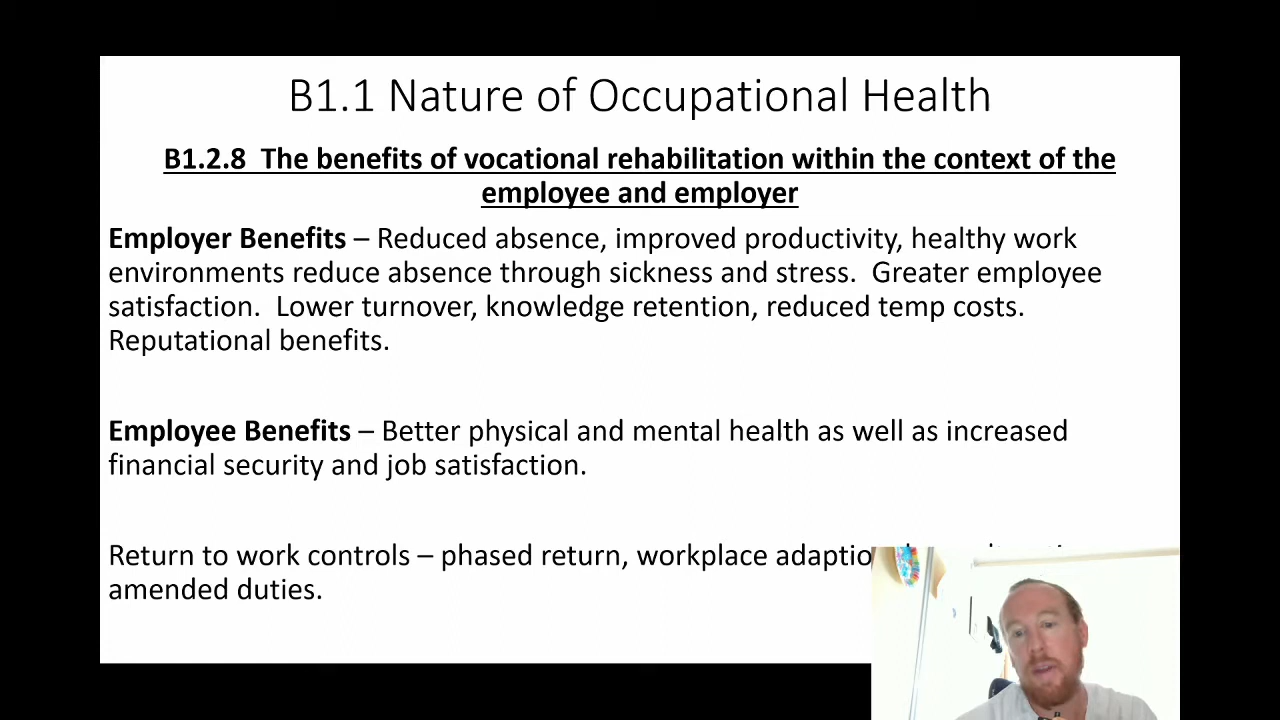 B1.1 Nature of Occupational Health
B1.2.8 The benefits of vocational rehabilitation within the context of the
employee and employer
Employer Benefits – Reduced absence, improved productivity, healthy work
environments reduce absence through sickness and stress. Greater employee
satisfaction. Lower turnover, knowledge retention, reduced temp costs.
Reputational benefits.
Employee Benefits – Better physical and mental health as well as increased
financial security and job satisfaction.
Return to work controls – phased return, workplace
amended duties.